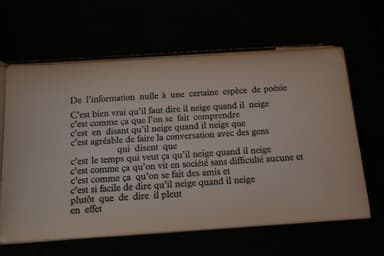 De l'information nulle à une certaine espèce de poésie
C'est bien vrai qu'il faut dire il neige quand il neige
c'est comme ça que l'on se fait comprendre
c'est en disant qu'il neige quand il neige que
c'est agréable de faire la conversation avec des gens
qui disent que
c'est le temps qui veut ça qu'il neige quand il neige
c'est comme ça qu'on vit en société sans difficulté aucune et
c'est comme ça qu'on se fait des amis et
c'est si facile de dire qu'il neige quand il neige
plutôt que de dire il pleut
en effet